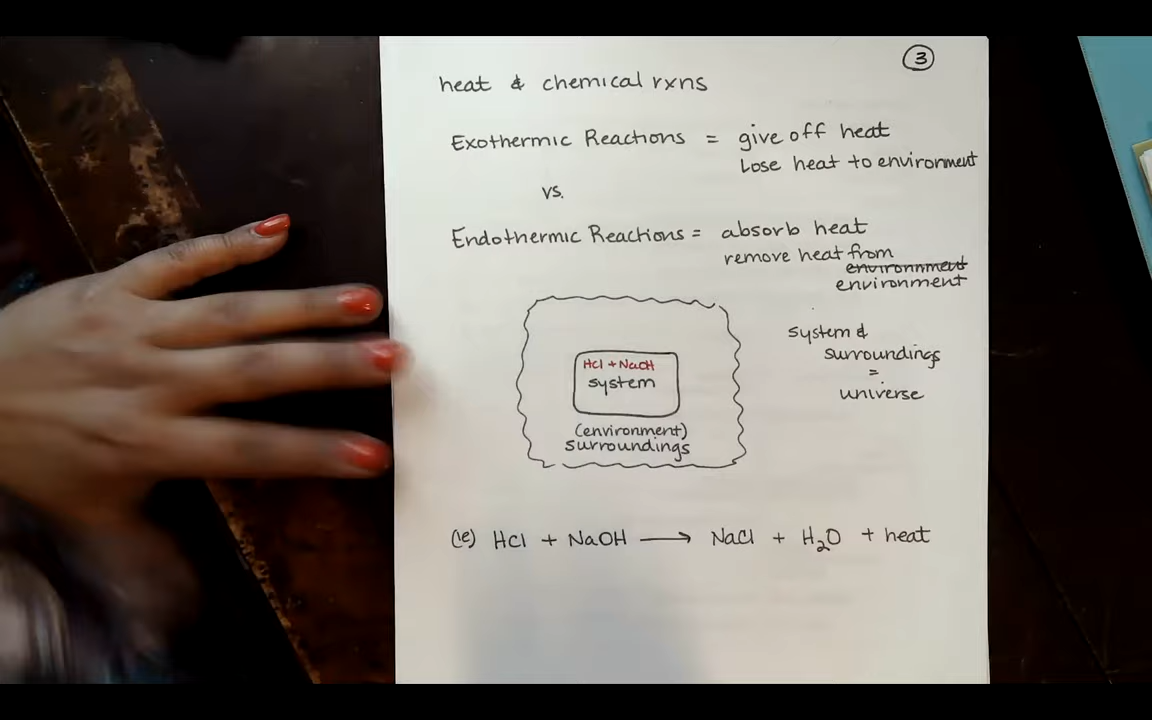 3
heat & chemical rxns
Exothermic Reactions = give off heat
Lose heat to environment
vs.
Endothermic Reactions = absorb heat
remove heat from
environment
environment
system &
surroundings
=
universe
HCl + NaOH
system
(environment)
surroundings
(ie) HCl + NaOH → NaCl + H₂O + heat